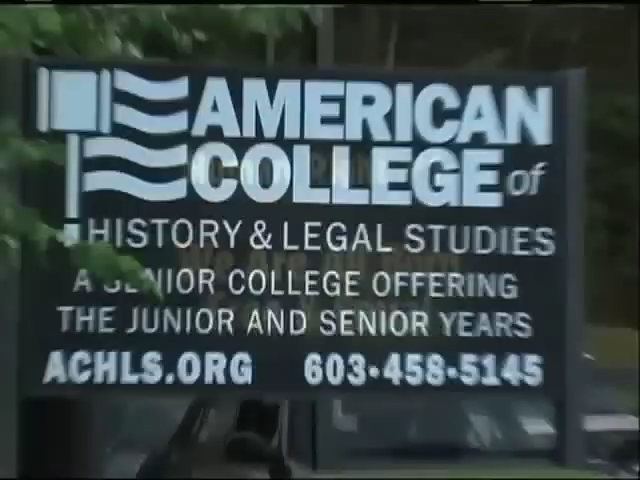 AMERICAN
COLLEGE of
HISTORY & LEGAL STUDIES
A SENIOR COLLEGE OFFERING
THE JUNIOR AND SENIOR YEARS
ACHLS.ORG 603·458·5145